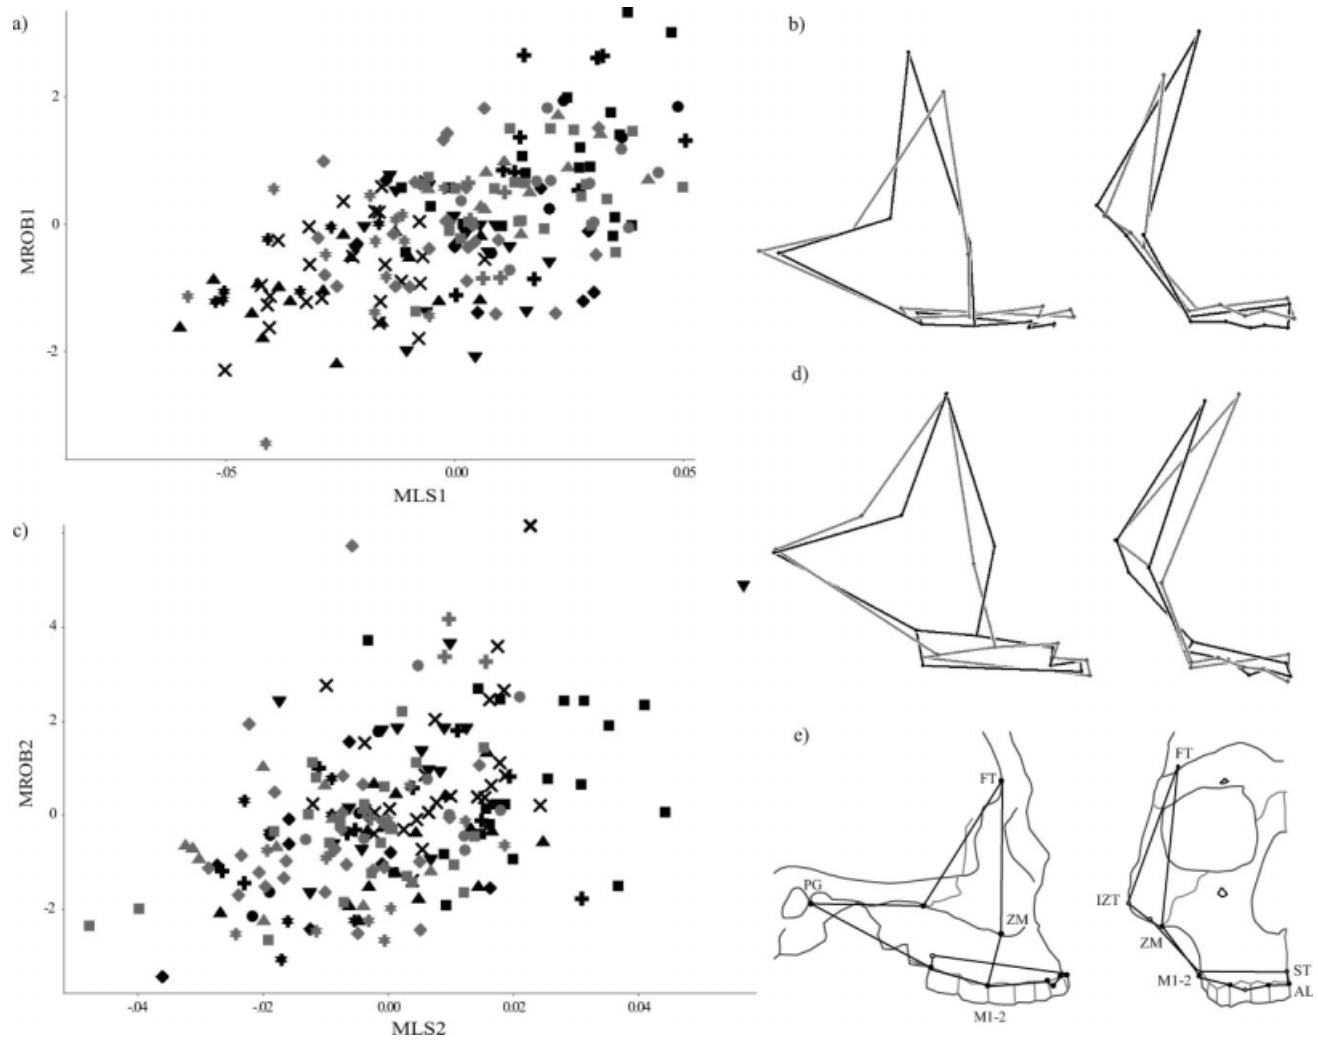 a)
b)
2
MROB1
0
-2
-.05
0.00
0.05
MLS1
d)
c)
4
MROB2
2
0
-2
-.04
-.02
0.00
0.02
0.04
MLS2
e)
FT
PG
ZM
M1-2
FT
IZT
ZM
M1-2
ST
AL